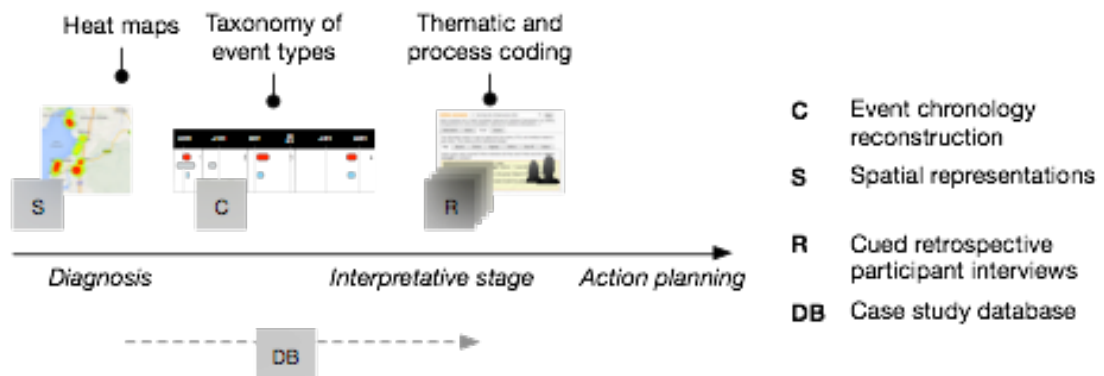 Heat maps
Taxonomy of
event types
Thematic and
process coding
S
C
R
Diagnosis
Interpretative stage
Action planning
DB
C Event chronology
reconstruction
S Spatial representations
R Cued retrospective
participant interviews
DB Case study database